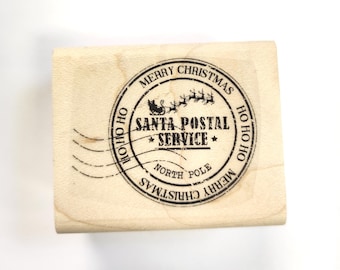 MERRY CHRISTMAS
HO HO HO
HO HO HO
SANTA POSTAL
★ SERVICE ★
NORTH POLE
MERRY CHRISTMAS